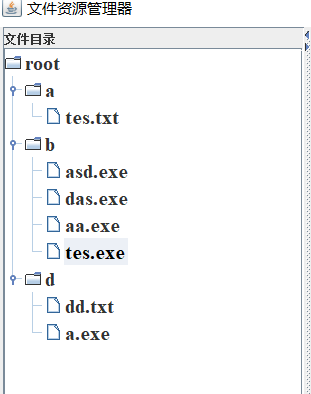 文件资源管理器
文件目录
root
a
tes.txt
b
asd.exe
das.exe
aa.exe
tes.exe
d
dd.txt
a.exe